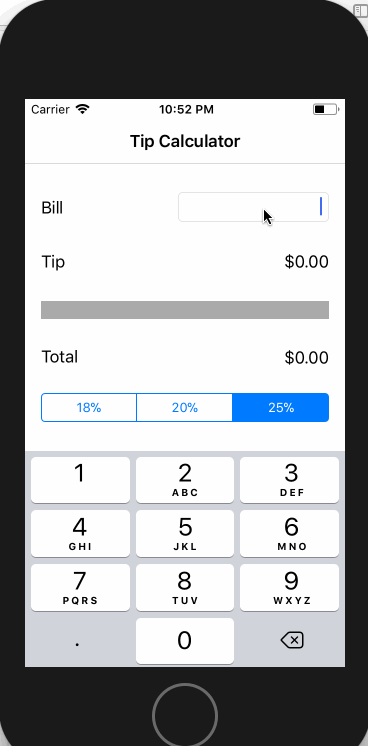 Carrier 10:52 PM
Tip Calculator
Bill
Tip $0.00
Total $0.00
18% 20% 25%
1 2 3
ABC DEF
4 5 6
GHI JKL MNO
7 8 9
PQRS TUV WXYZ
. 0